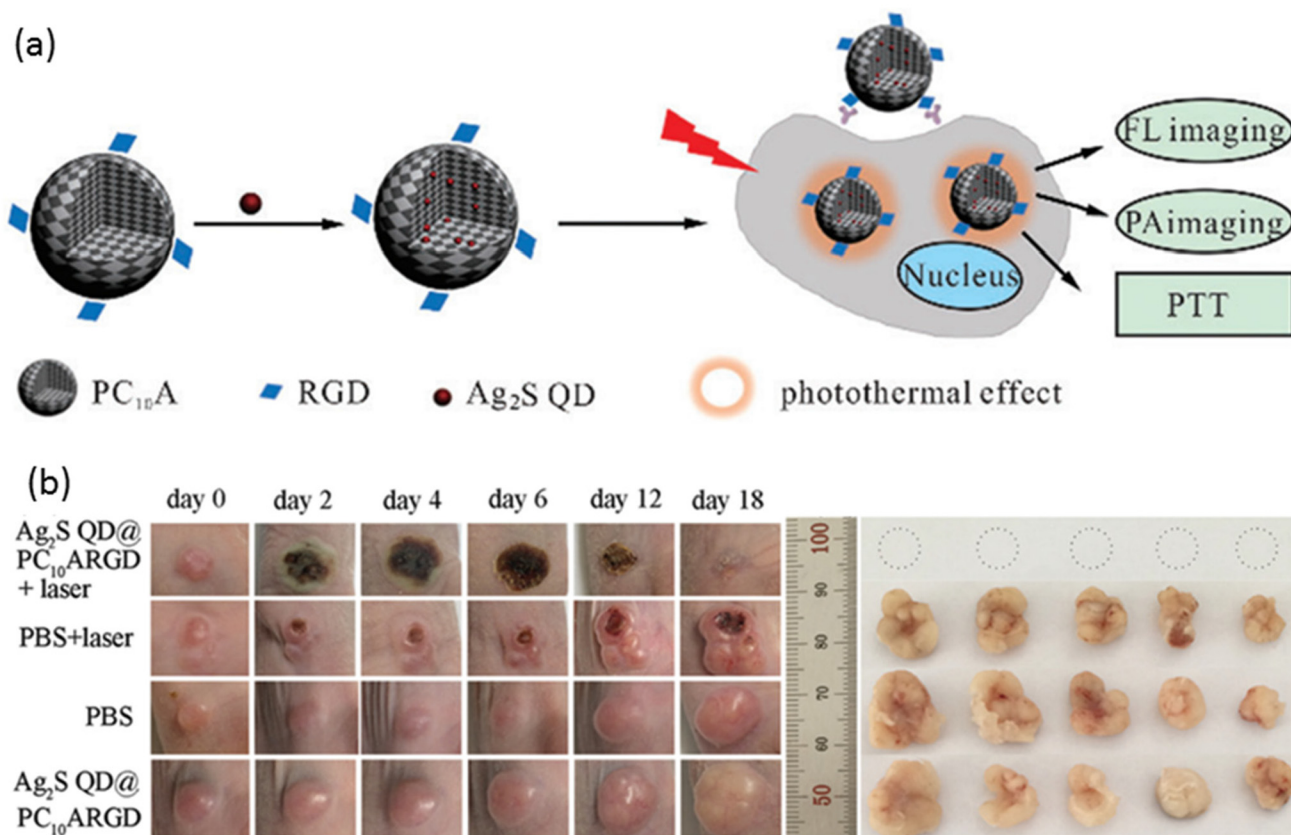 (a)
FL imaging
PA imaging
Nucleus
PTT
PC₁₀A
RGD
Ag₂S QD
photothermal effect
(b)
day 0 day 2 day 4 day 6 day 12 day 18
Ag₂S QD@
PC₁₀ARGD
+ laser
PBS+laser
PBS
Ag₂S QD@
PC₁₀ARGD
100
90
80
70
60
50